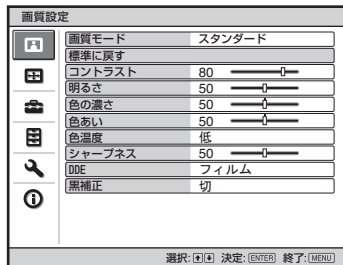 画質設定
画質モード スタンダード
標準に戻す
コントラスト 80
明るさ 50
色の濃さ 50
色あい 50
色温度 低
シャープネス 50
DDE フィルム
黒補正 切
選択:↑↓ 決定:ENTER 終了:MENU